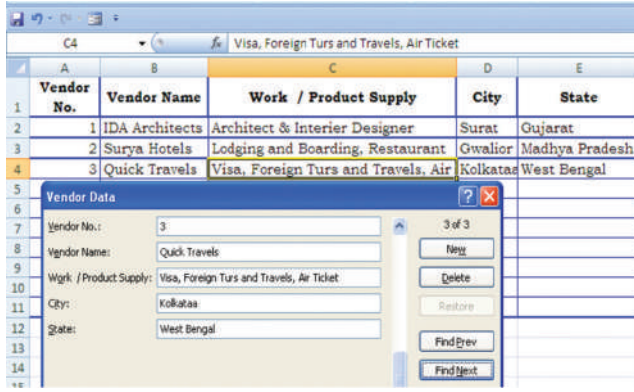 C4 fx Visa, Foreign Turs and Travels, Air Ticket
A B C D E
1 Vendor No. Vendor Name Work / Product Supply City State
2 1 IDA Architects Architect & Interier Designer Surat Gujarat
3 2 Surya Hotels Lodging and Boarding, Restaurant Gwalior Madhya Pradesh
4 3 Quick Travels Visa, Foreign Turs and Travels, Air Kolkataa West Bengal
5
Vendor Data
6
7 Vendor No.: 3 3 of 3
8 Vendor Name: Quick Travels New
9
10 Work / Product Supply: Visa, Foreign Turs and Travels, Air Ticket Delete
11 City: Kolkataa Restore
12 State: West Bengal
13 Find Prev
14 Find Next
15